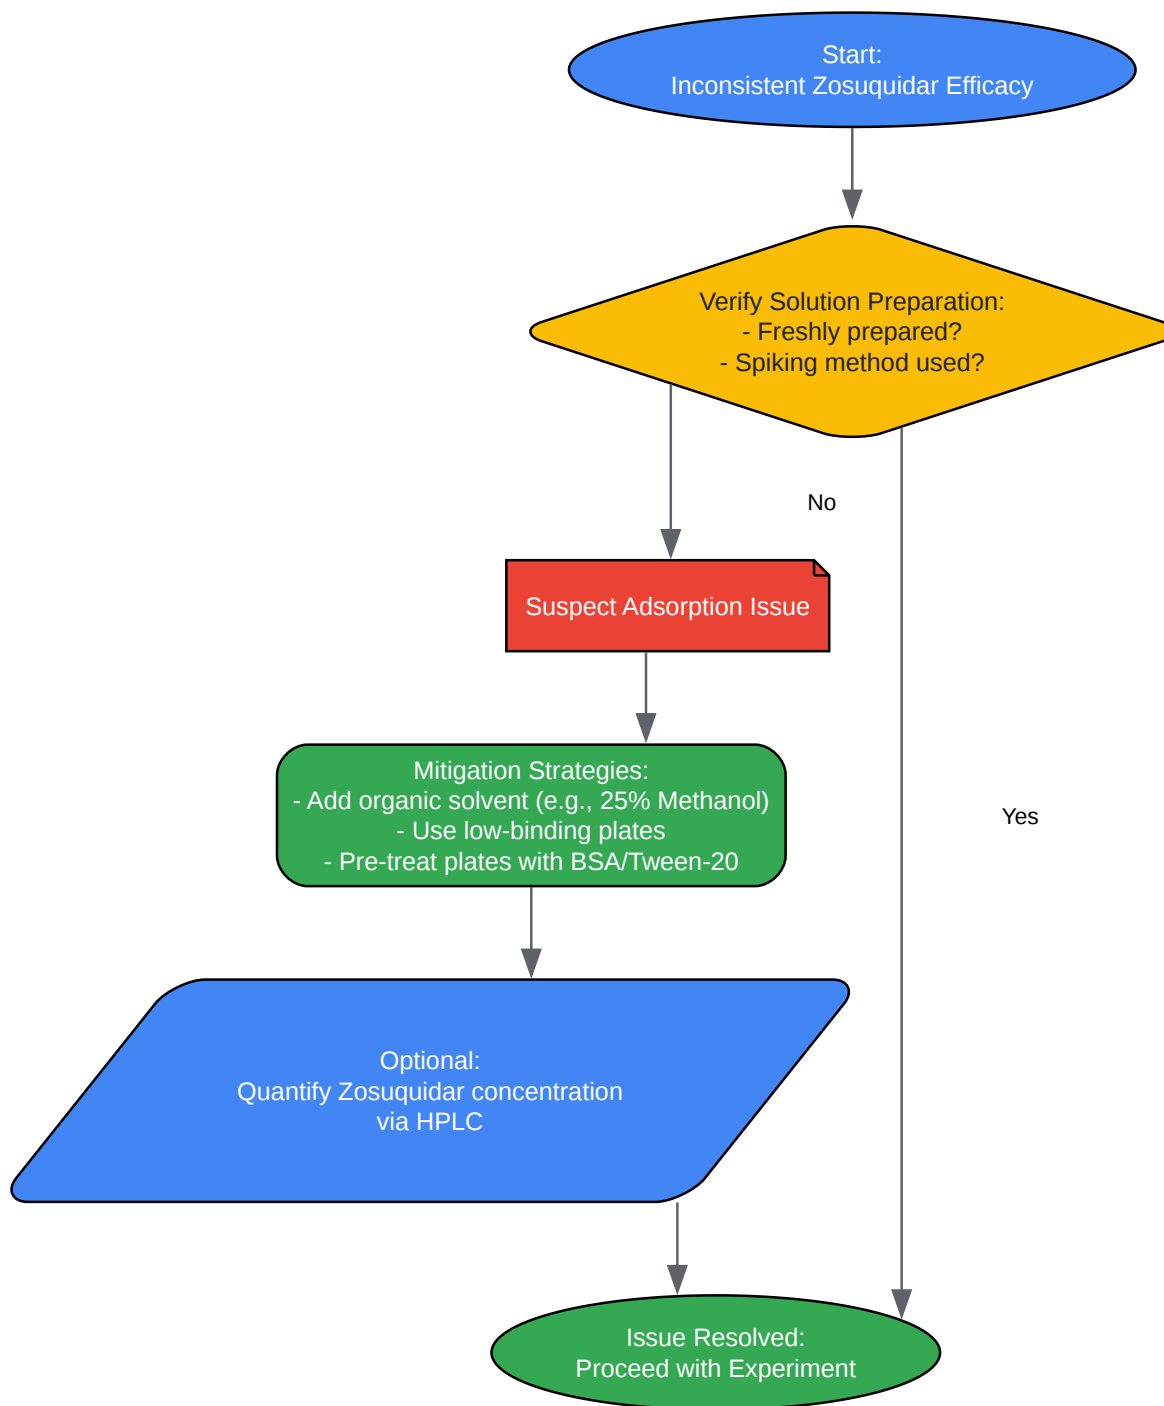 Start:
Inconsistent Zosuquidar Efficacy
Verify Solution Preparation:
- Freshly prepared?
- Spiking method used?
No
Suspect Adsorption Issue
Mitigation Strategies:
- Add organic solvent (e.g., 25% Methanol)
- Use low-binding plates
- Pre-treat plates with BSA/Tween-20
Yes
Optional:
Quantify Zosuquidar concentration
via HPLC
Issue Resolved:
Proceed with Experiment